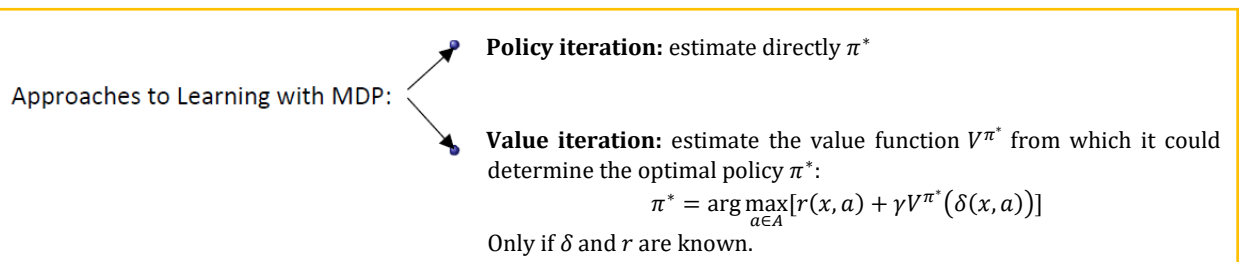 Policy iteration: estimate directly π*
Approaches to Learning with MDP:
Value iteration: estimate the value function V^{π*} from which it could
determine the optimal policy π*:
π* = arg max_{a∈A}[r(x, a) + γV^{π*}(δ(x, a))]
Only if δ and r are known.